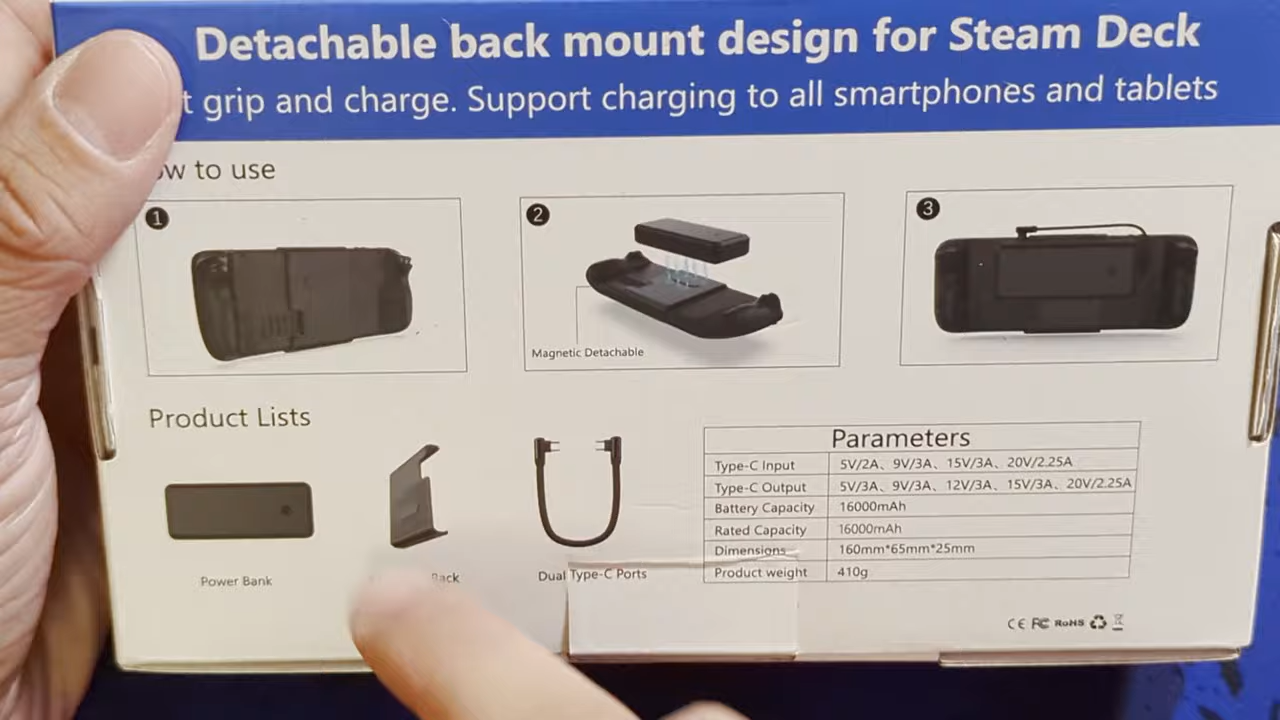 Detachable back mount design for Steam Deck
grip and charge. Support charging to all smartphones and tablets
to use
1
2
3
Magnetic Detachable
Product Lists
Power Bank
Back
Dual Type-C Ports
Parameters
Type-C Input 5V/2A、9V/3A、15V/3A、20V/2.25A
Type-C Output 5V/3A、9V/3A、12V/3A、15V/3A、20V/2.25A
Battery Capacity 16000mAh
Rated Capacity 16000mAh
Dimensions 160mm*65mm*25mm
Product weight 410g
CE FC RoHS